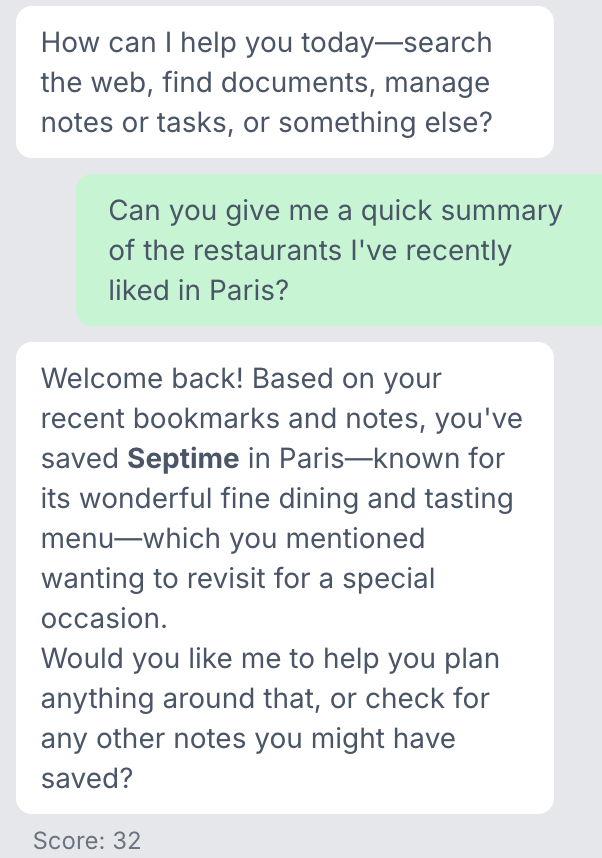 How can I help you today—search
the web, find documents, manage
notes or tasks, or something else?
Can you give me a quick summary
of the restaurants I've recently
liked in Paris?
Welcome back! Based on your
recent bookmarks and notes, you've
saved Septime in Paris—known for
its wonderful fine dining and tasting
menu—which you mentioned
wanting to revisit for a special
occasion.
Would you like me to help you plan
anything around that, or check for
any other notes you might have
saved?
Score: 32